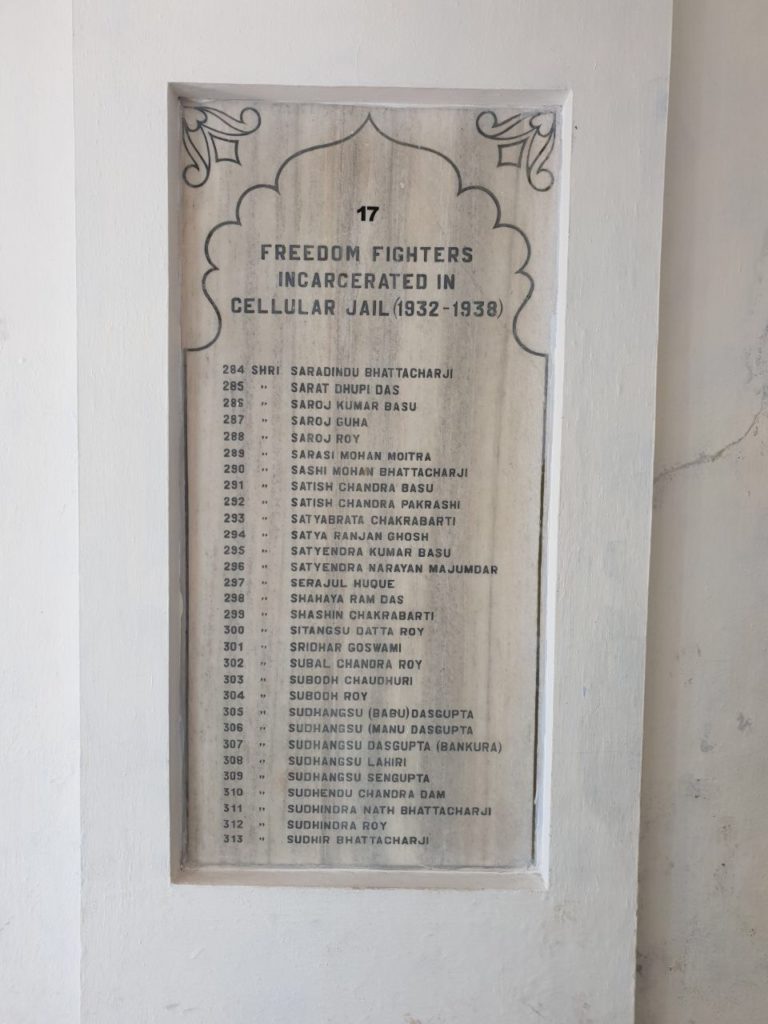 17
FREEDOM FIGHTERS
INCARCERATED IN
CELLULAR JAIL (1932-1938)
284 SHRI SARADINDU BHATTACHARJI
285 " SARAT DHUPI DAS
286 " SAROJ KUMAR BASU
287 " SAROJ GUHA
288 " SAROJ ROY
289 " SARASI MOHAN MOITRA
290 " SASHI MOHAN BHATTACHARJI
291 " SATISH CHANDRA BASU
292 " SATISH CHANDRA PAKRASHI
293 " SATYABRATA CHAKRABARTI
294 " SATYA RANJAN GHOSH
295 " SATYENDRA KUMAR BASU
296 " SATYENDRA NARAYAN MAJUMDAR
297 " SERAJUL HUQUE
298 " SHAHAYA RAM DAS
299 " SHASHIN CHAKRABARTI
300 " SITANGSU DATTA ROY
301 " SRIDHAR GOSWAMI
302 " SUBAL CHANDRA ROY
303 " SUBODH CHAUDHURI
304 " SUBODH ROY
305 " SUDHANGSU (BABU) DASGUPTA
306 " SUDHANGSU (MANU DASGUPTA
307 " SUDHANGSU DASGUPTA (BANKURA)
308 " SUDHANGSU LAHIRI
309 " SUDHANGSU SENGUPTA
310 " SUDHENDU CHANDRA DAM
311 " SUDHINDRA NATH BHATTACHARJI
312 " SUDHINDRA ROY
313 " SUDHIR BHATTACHARJI